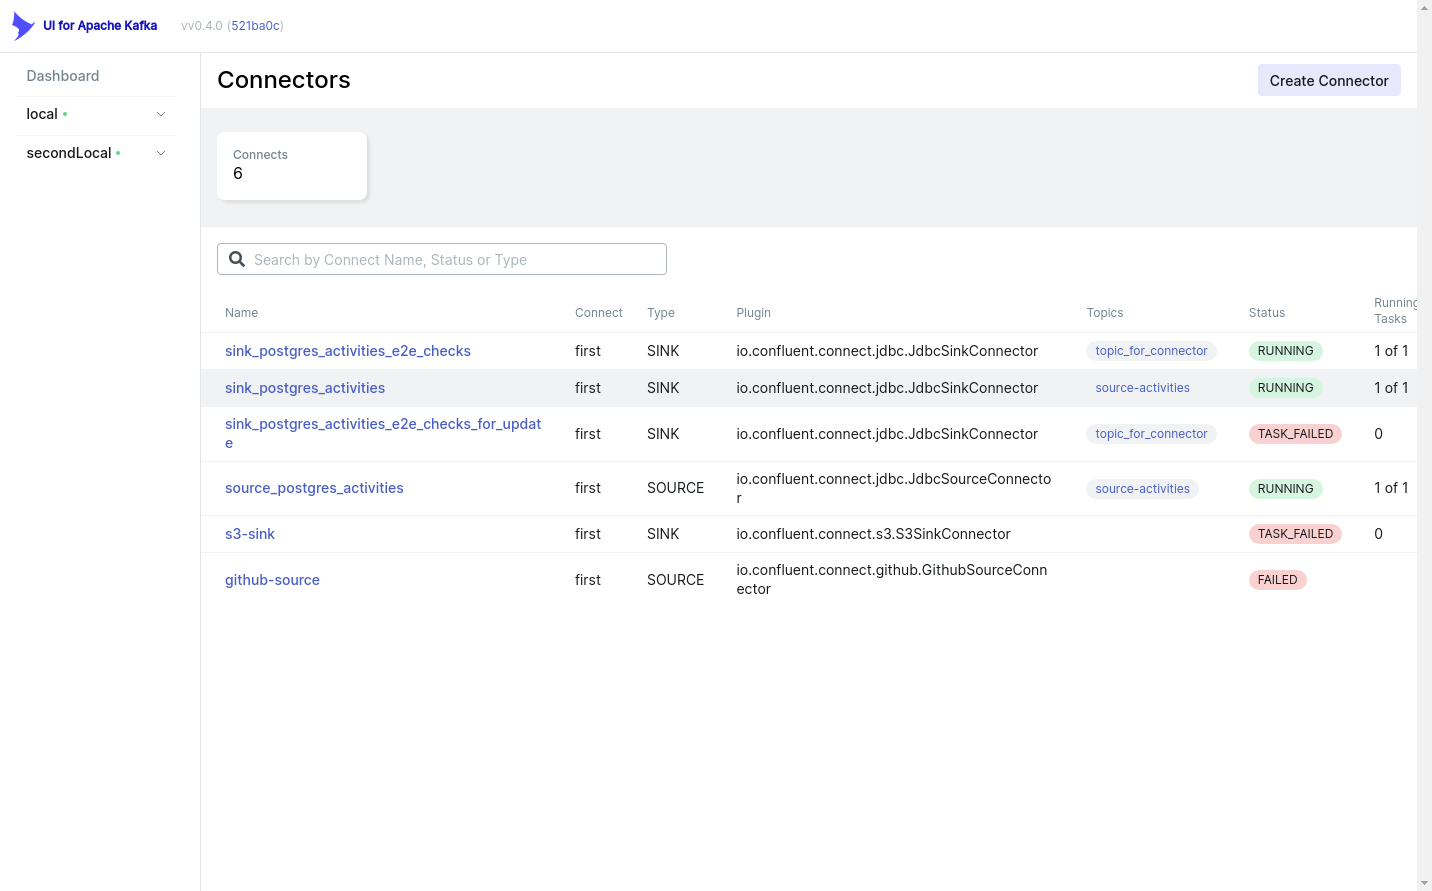 UI for Apache Kafka vv0.4.0 (521ba0c)
Dashboard
local
secondLocal
Connectors
Create Connector
Connects
6
Search by Connect Name, Status or Type
Name Connect Type Plugin Topics Status Running
Tasks
sink_postgres_activities_e2e_checks first SINK io.confluent.connect.jdbc.JdbcSinkConnector topic_for_connector RUNNING 1 of 1
sink_postgres_activities first SINK io.confluent.connect.jdbc.JdbcSinkConnector source-activities RUNNING 1 of 1
sink_postgres_activities_e2e_checks_for_updat
e first SINK io.confluent.connect.jdbc.JdbcSinkConnector topic_for_connector TASK_FAILED 0
source_postgres_activities first SOURCE io.confluent.connect.jdbc.JdbcSourceConnecto
r source-activities RUNNING 1 of 1
s3-sink first SINK io.confluent.connect.s3.S3SinkConnector TASK_FAILED 0
github-source first SOURCE io.confluent.connect.github.GithubSourceConn
ector FAILED